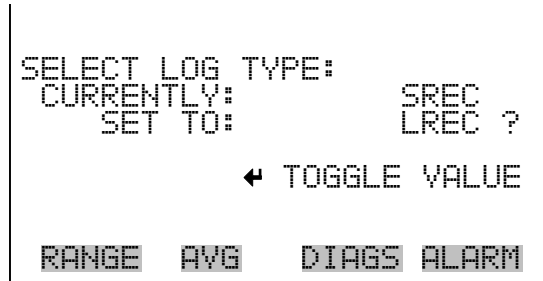 SELECT LOG TYPE:
CURRENTLY: SREC
SET TO: LREC ?
↵ TOGGLE VALUE
RANGE AVG DIAGS ALARM